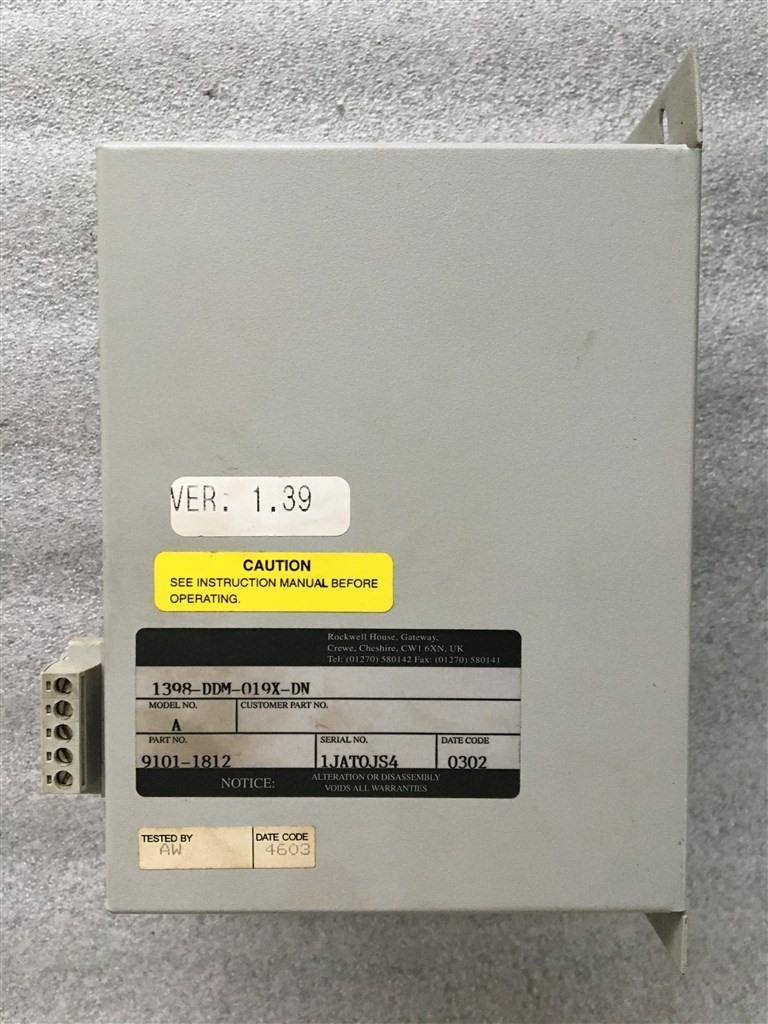 VER: 1.39
CAUTION
SEE INSTRUCTION MANUAL BEFORE
OPERATING.
Rockwell House, Gateway,
Crewe, Cheshire, CW1 6XN, UK
Tel: (01270) 580142 Fax: (01270) 580141
1398-DDM-019X-DN
MODEL NO. CUSTOMER PART NO.
A
PART NO. SERIAL NO. DATE CODE
9101-1812 1JATOJS4 0302
NOTICE: ALTERATION OR DISASSEMBLY
VOIDS ALL WARRANTIES
TESTED BY DATE CODE
AW 4603